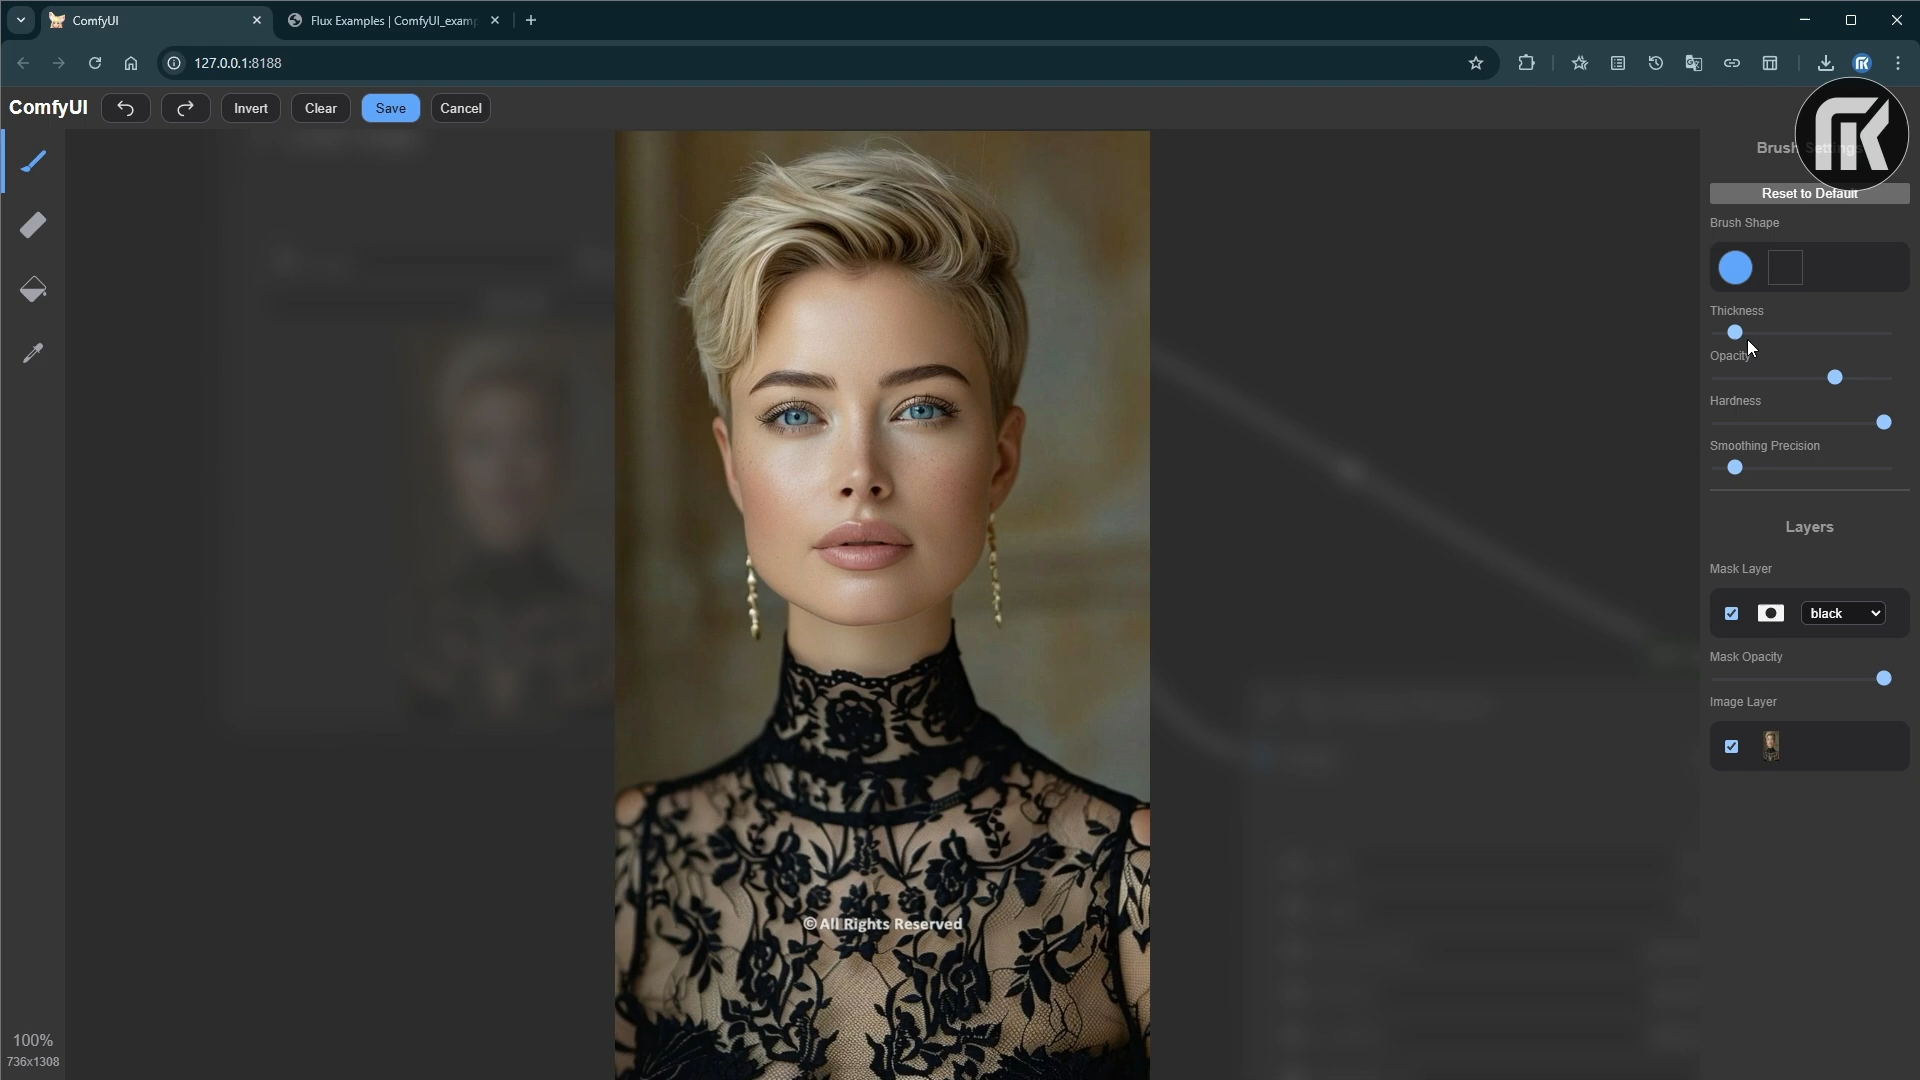 ComfyUI
Flux Examples | ComfyUI_examp
127.0.0.1:8188
ComfyUI
Invert
Clear
Save
Cancel
Reset to Default
Brush Shape
Thickness
Opacity
Hardness
Smoothing Precision
Layers
Mask Layer
black
Mask Opacity
Image Layer
© All Rights Reserved
100%
736x1308